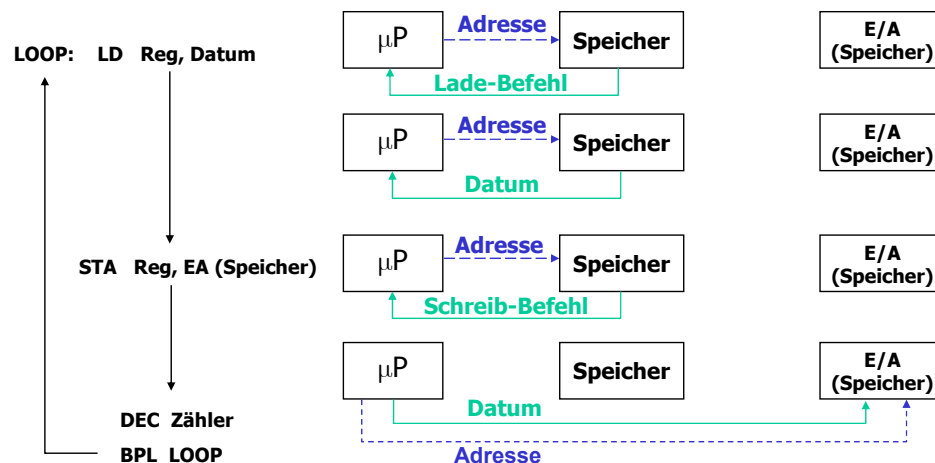 LOOP: LD Reg, Datum
µP
Adresse
Speicher
E/A
(Speicher)
Lade-Befehl
µP
Adresse
Speicher
E/A
(Speicher)
Datum
STA Reg, EA (Speicher)
µP
Adresse
Speicher
E/A
(Speicher)
Schreib-Befehl
µP
Speicher
E/A
(Speicher)
DEC Zähler
Datum
BPL LOOP
Adresse